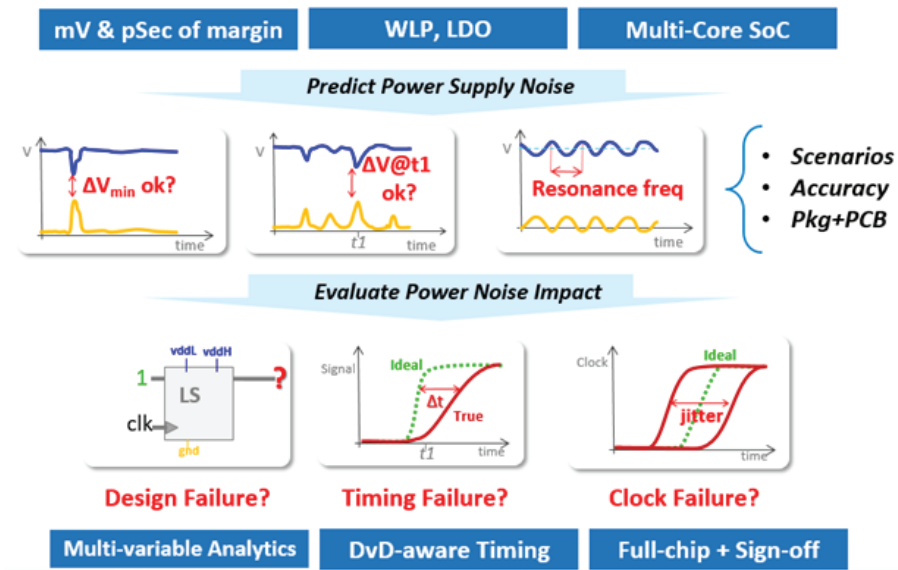 mV & pSec of margin
WLP, LDO
Multi-Core SoC
Predict Power Supply Noise
V
ΔVmin ok?
time
V
ΔV@t1
ok?
t1
time
V
Resonance freq
time
• Scenarios
• Accuracy
• Pkg+PCB
Evaluate Power Noise Impact
vddL vddH
1
LS
?
clk
gnd
Signal
Ideal
Δt
True
t1
time
Clock
Ideal
jitter
time
Design Failure?
Timing Failure?
Clock Failure?
Multi-variable Analytics
DvD-aware Timing
Full-chip + Sign-off